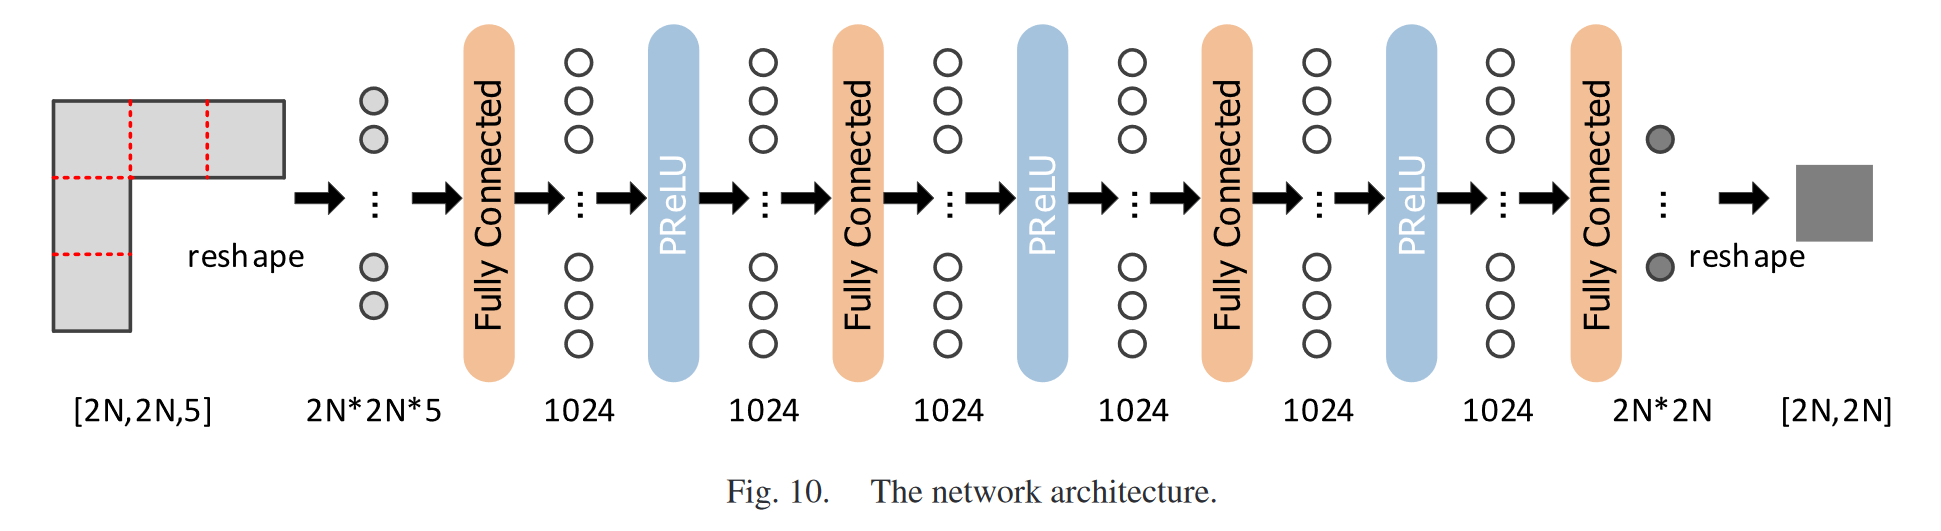 Fully Connected
PReLU
Fully Connected
PReLU
Fully Connected
PReLU
Fully Connected
reshape
reshape
[2N,2N,5]
2N*2N*5
1024
1024
1024
1024
1024
1024
2N*2N
[2N,2N]
Fig. 10. The network architecture.